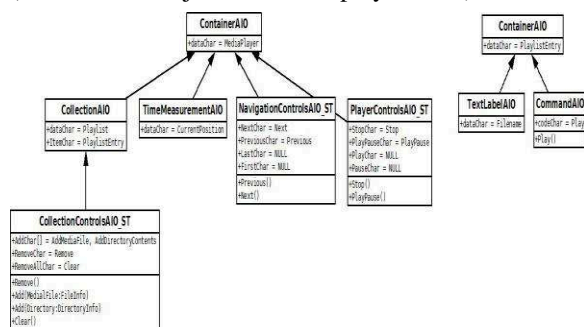 ContainerAIO
+dataChar = MediaPlayer
CollectionAIO
+dataChar = Playlist
+ItemChar = PlaylistEntry
TimeMeasurementAIO
+dataChar = CurrentPosition
NavigationControlsAIO_ST
+NextChar = Next
+PreviousChar = Previous
+LastChar = NULL
+FirstChar = NULL
+Previous()
+Next()
PlayerControlsAIO_ST
+StopChar = Stop
+PlayPauseChar = PlayPause
+PlayChar = NULL
+PauseChar = NULL
+Stop()
+PlayPause()
CollectionControlsAIO_ST
+AddChar[] = AddMediaFile, AddDirectoryContents
+RemoveChar = Remove
+RemoveAllChar = Clear
+Remove()
+Add(MediaFile:FileInfo)
+Add(Directory:DirectoryInfo)
+Clear()
ContainerAIO
+dataChar = PlaylistEntry
TextLabelAIO
+dataChar = Filename
CommandAIO
+codeChar = Play
+Play()